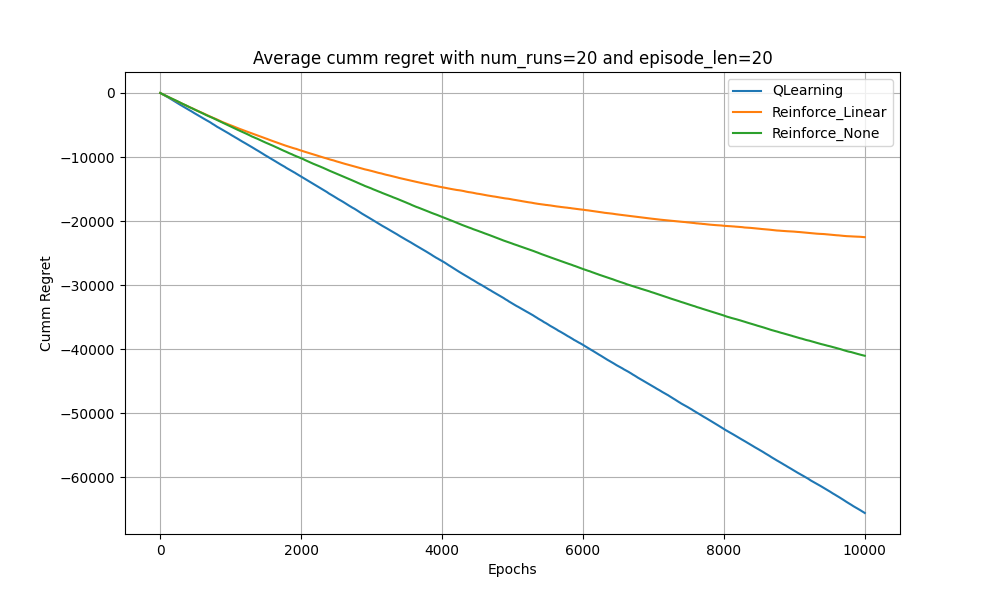 Average cumm regret with num_runs=20 and episode_len=20
QLearning
Reinforce_Linear
Reinforce_None
Cumm Regret
0
−10000
−20000
−30000
−40000
−50000
−60000
0 2000 4000 6000 8000 10000
Epochs